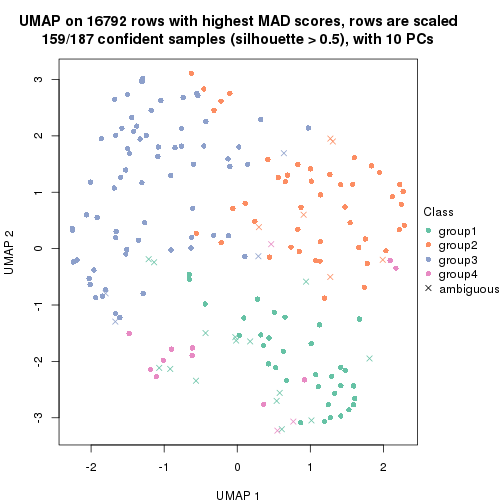 UMAP on 16792 rows with highest MAD scores, rows are scaled
159/187 confident samples (silhouette > 0.5), with 10 PCs
3
2
1
0
-1
-2
-3
UMAP 2
-2
-1
0
1
2
UMAP 1
Class
group1
group2
group3
group4
ambiguous